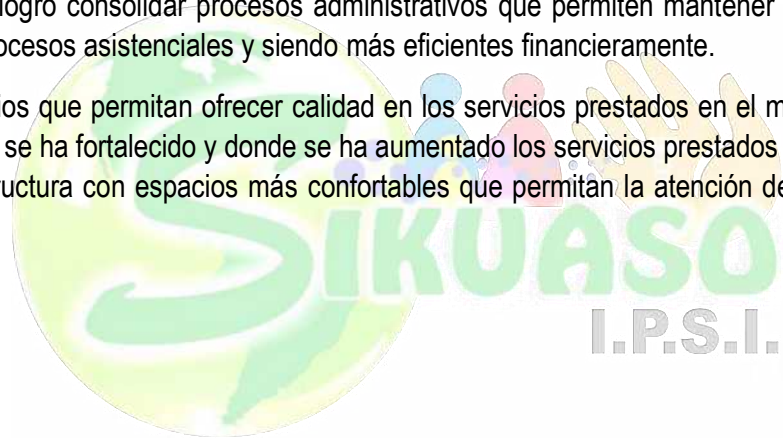 logro consolidar procesos administrativos que permiten mantener
ocesos asistenciales y siendo más eficientes financieramente.
ios que permitan ofrecer calidad en los servicios prestados en el m
se ha fortalecido y donde se ha aumentado los servicios prestados
ructura con espacios más confortables que permitan la atención de
SIKUASO
I.P.S.I.